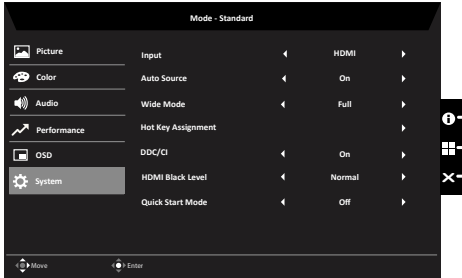 Mode - Standard
Picture
Color
Audio
Performance
OSD
System
Input HDMI
Auto Source On
Wide Mode Full
Hot Key Assignment
DDC/CI On
HDMI Black Level Normal
Quick Start Mode Off
Move Enter